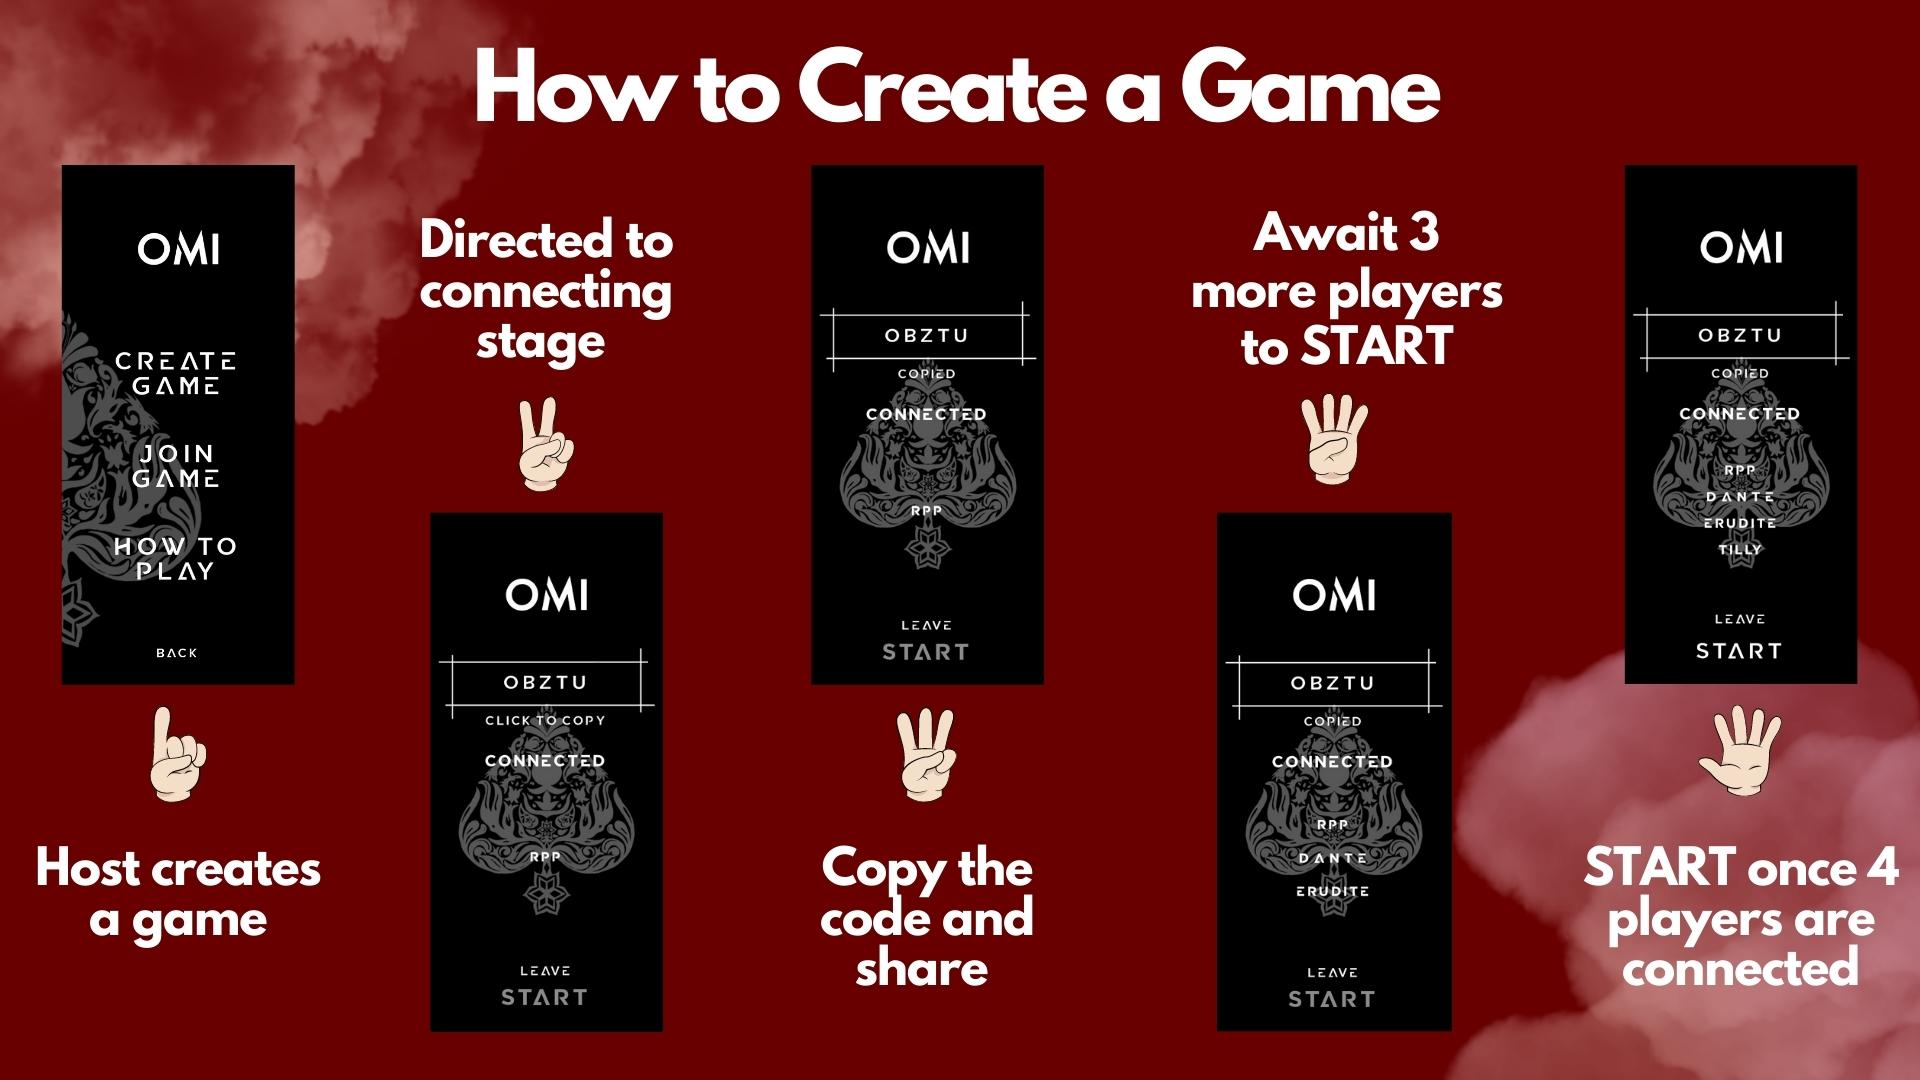 How to Create a Game
OMI
CREATE
GAME
JOIN
GAME
HOW TO
PLAY
BACK
Host creates
a game
Directed to
connecting
stage
OMI
OBZTU
CLICK TO COPY
CONNECTED
RPP
LEAVE
START
OMI
OBZTU
COPIED
CONNECTED
RPP
LEAVE
START
Copy the
code and
share
Await 3
more players
to START
OMI
OBZTU
COPIED
CONNECTED
RPP
DANTE
ERUDITE
LEAVE
START
OMI
OBZTU
COPIED
CONNECTED
RPP
DANTE
ERUDITE
TILLY
LEAVE
START
START once 4
players are
connected